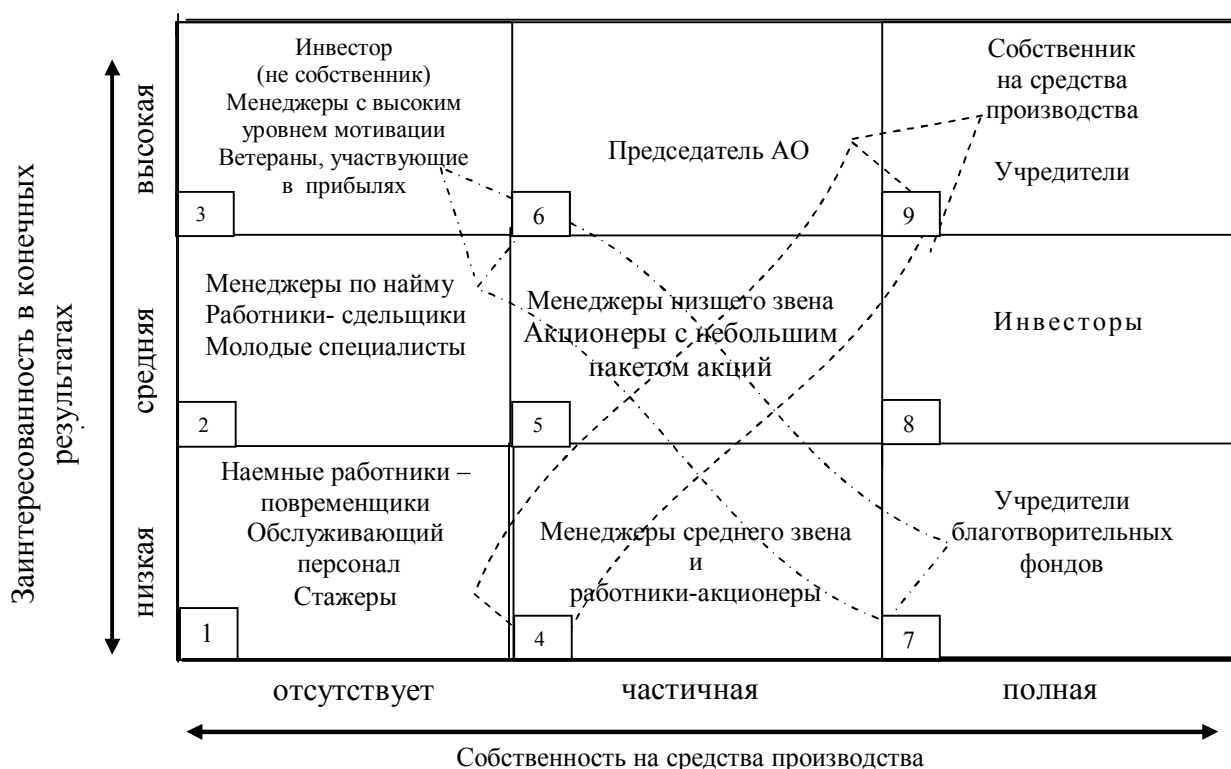 Заинтересованность в конечных
результатах
высокая
Инвестор
(не собственник)
Менеджеры с высоким
уровнем мотивации
Ветераны, участвующие
в прибылях
3
Председатель АО
6
Собственник
на средства
производства
Учредители
9
средняя
Менеджеры по найму
Работники- сдельщики
Молодые специалисты
2
Менеджеры низшего звена
Акционеры с небольшим
пакетом акций
5
Инвесторы
8
низкая
Наемные работники –
повременщики
Обслуживающий
персонал
Стажеры
1
Менеджеры среднего звена
и
работники-акционеры
4
Учредители
благотворительных
фондов
7
отсутствует
частичная
полная
Собственность на средства производства